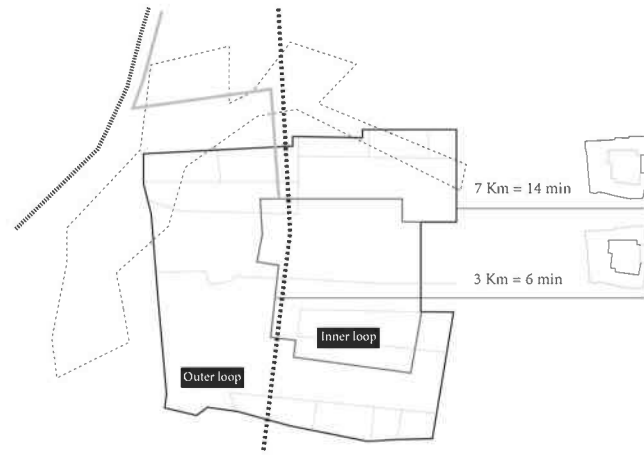 7 Km = 14 min
3 Km = 6 min
Inner loop
Outer loop